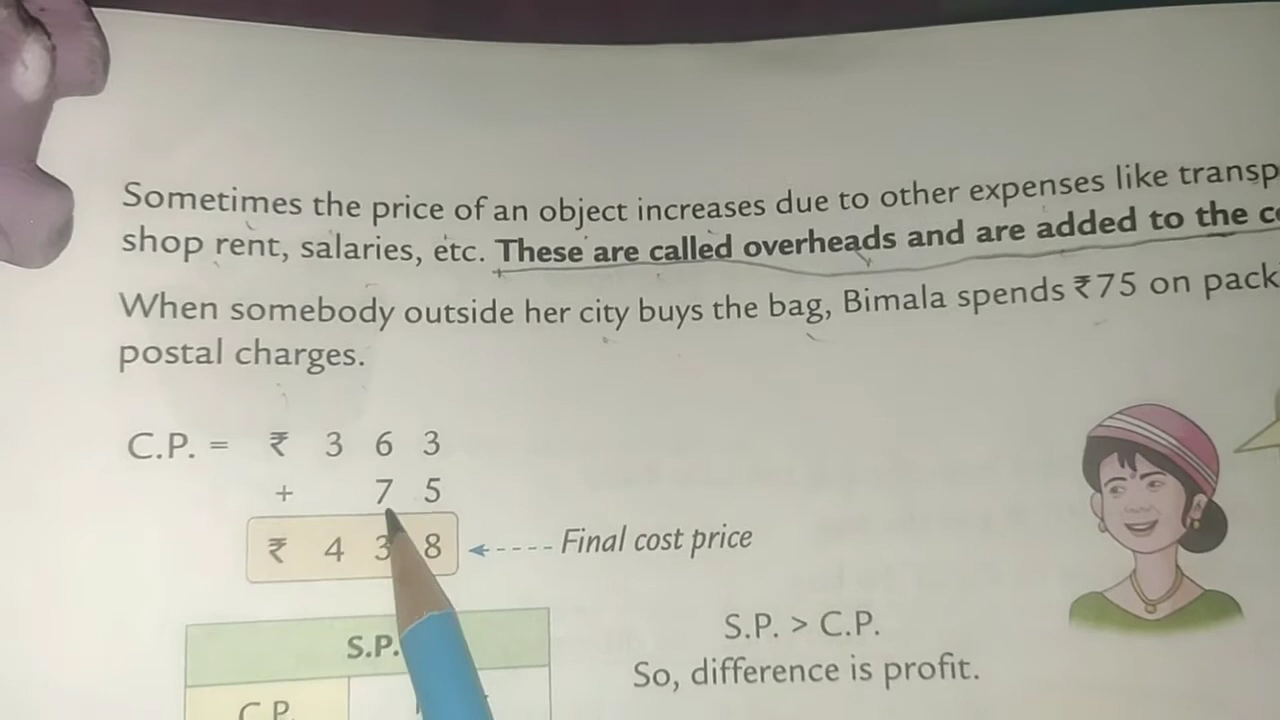 Sometimes the price of an object increases due to other expenses like
shop rent, salaries, etc. These are called overheads and are added to the
When somebody outside her city buys the bag, Bimala spends ₹75 on
postal charges.
C.P. = ₹ 3 6 3
+ 7 5
₹ 4 3 8 Final cost price
S.P. > C.P.
S.P.
So, difference is profit.
C.P.